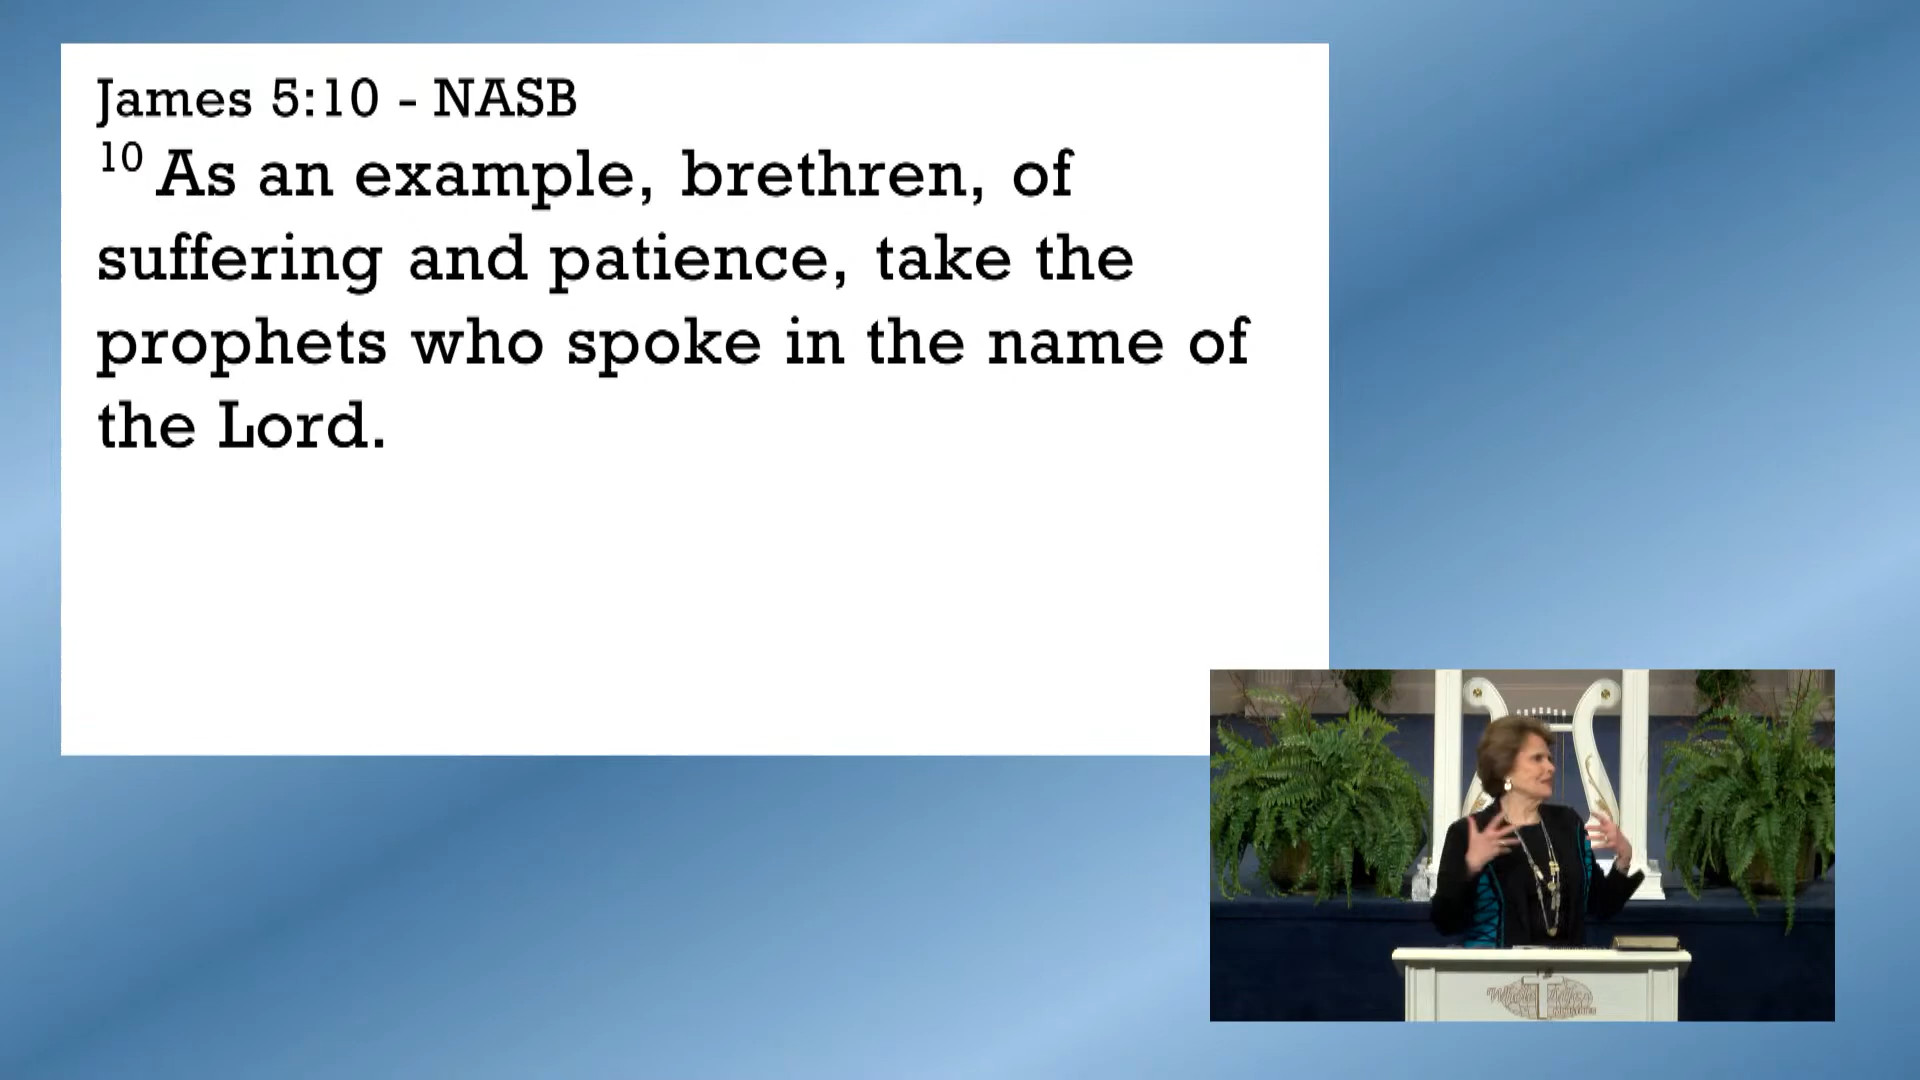 James 5:10 - NASB
10 As an example, brethren, of
suffering and patience, take the
prophets who spoke in the name of
the Lord.